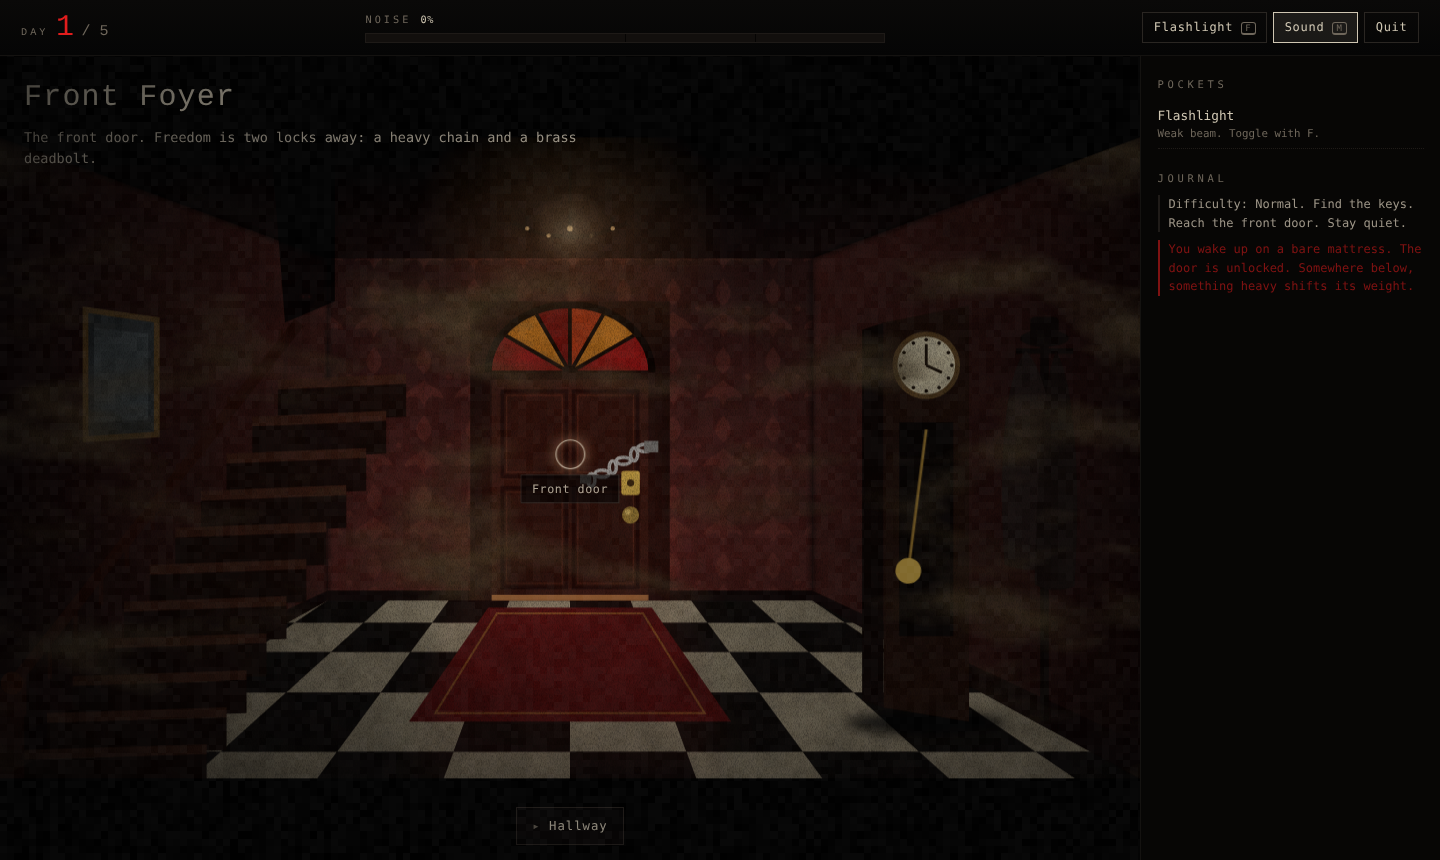 DAY 1 / 5
NOISE 0%
Flashlight F
Sound M
Quit
Front Foyer
The front door. Freedom is two locks away: a heavy chain and a brass
deadbolt.
Front door
▸ Hallway
POCKETS
Flashlight
Weak beam. Toggle with F.
JOURNAL
Difficulty: Normal. Find the keys.
Reach the front door. Stay quiet.
You wake up on a bare mattress. The
door is unlocked. Somewhere below,
something heavy shifts its weight.